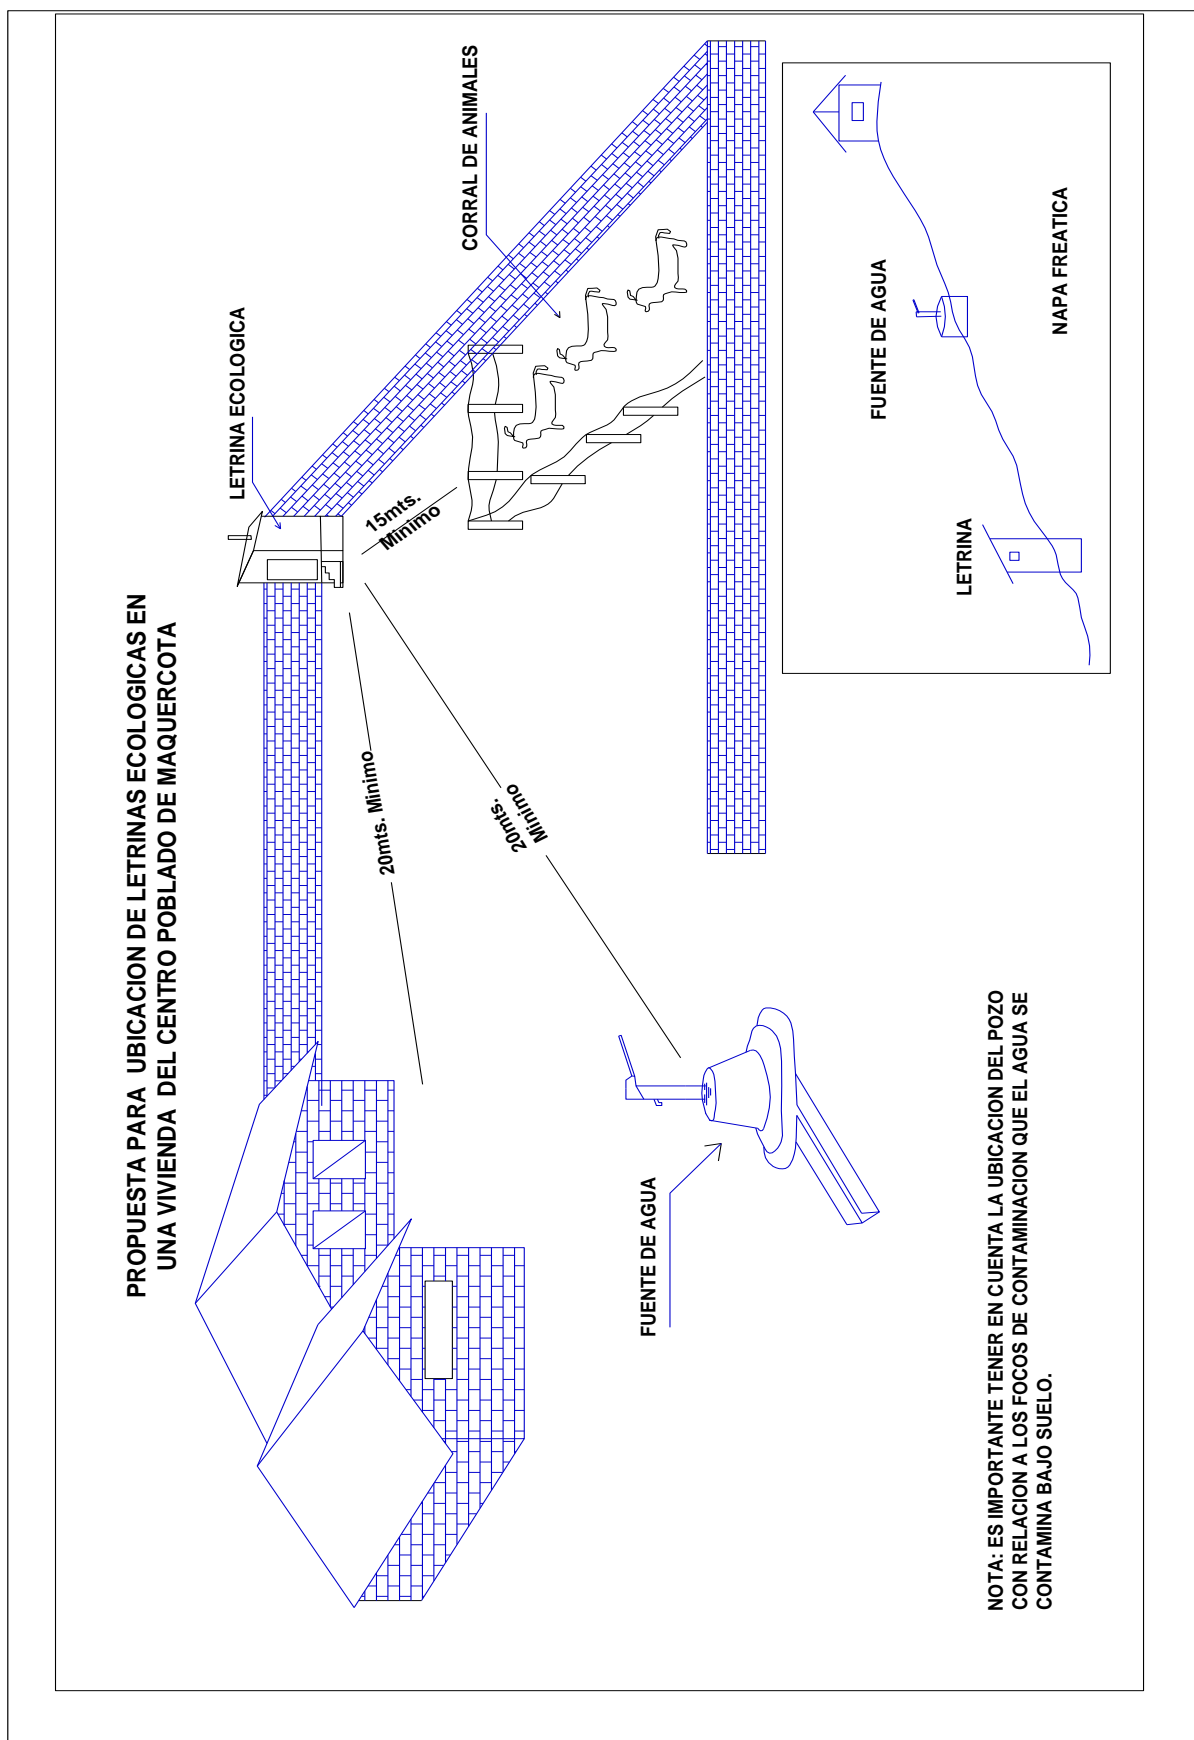 PROPUESTA PARA UBICACION DE LETRINAS ECOLOGICAS EN
UNA VIVIENDA DEL CENTRO POBLADO DE MAQUERCOTA
LETRINA ECOLOGICA
CORRAL DE ANIMALES
15mts.
Minimo
20mts. Minimo
20mts.
Minimo
FUENTE DE AGUA
LETRINA
FUENTE DE AGUA
NAPA FREATICA
NOTA: ES IMPORTANTE TENER EN CUENTA LA UBICACION DEL POZO
CON RELACION A LOS FOCOS DE CONTAMINACION QUE EL AGUA SE
CONTAMINA BAJO SUELO.